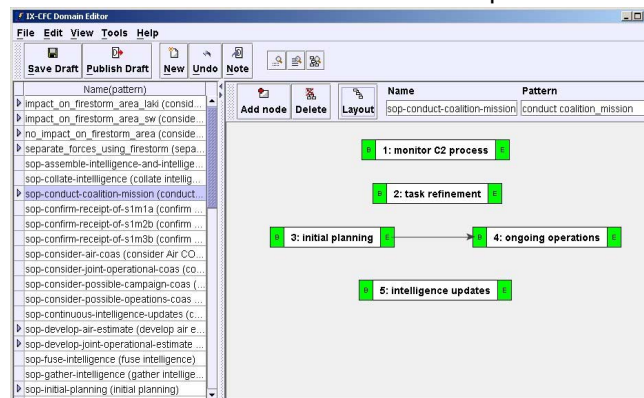 IX-CFC Domain Editor
File Edit View Tools Help
Save Draft Publish Draft New Undo Note
Name(pattern)
impact_on_firestorm_area_laki (consid...
impact_on_firestorm_area_sw (conside...
no_impact_on_firestorm_area (conside...
separate_forces_using_firestorm (sepa...
sop-assemble-intelligence-and-intellige...
sop-collate-intelligence (collate intellig...
sop-conduct-coalition-mission (conduct...
sop-confirm-receipt-of-s1m1a (confirm ...
sop-confirm-receipt-of-s1m2b (confirm ...
sop-confirm-receipt-of-s1m3b (confirm ...
sop-consider-air-coas (consider Air CO...
sop-consider-joint-operational-coas (co...
sop-consider-possible-campaign-coas (...
sop-consider-possible-opeations-coas ...
sop-continuous-intelligence-updates (c...
sop-develop-air-estimate (develop air e...
sop-develop-joint-operational-estimate ...
sop-fuse-intelligence (fuse intelligence)
sop-gather-intelligence (gather intellige...
sop-initial-planning (initial planning)
Add node Delete Layout
Name Pattern
sop-conduct-coalition-mission conduct coalition_mission
B 1: monitor C2 process E
B 2: task refinement E
B 3: initial planning E B 4: ongoing operations E
B 5: intelligence updates E